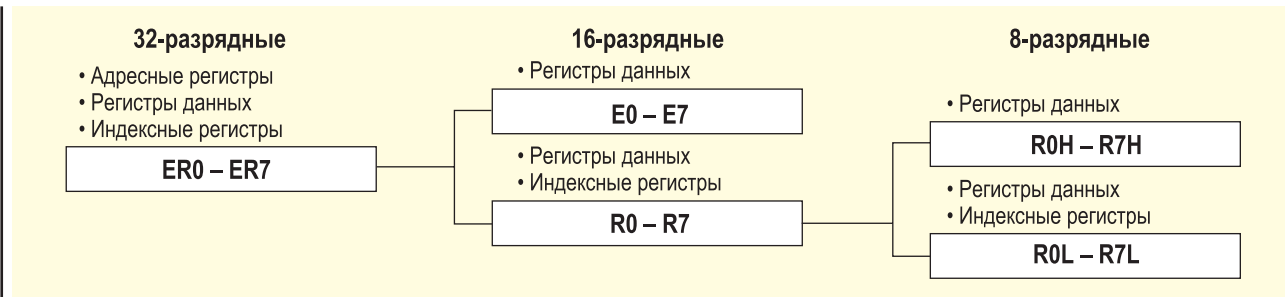 32-разрядные
• Адресные регистры
• Регистры данных
• Индексные регистры
ER0 – ER7
16-разрядные
• Регистры данных
E0 – E7
• Регистры данных
• Индексные регистры
R0 – R7
8-разрядные
• Регистры данных
R0H – R7H
• Регистры данных
• Индексные регистры
R0L – R7L